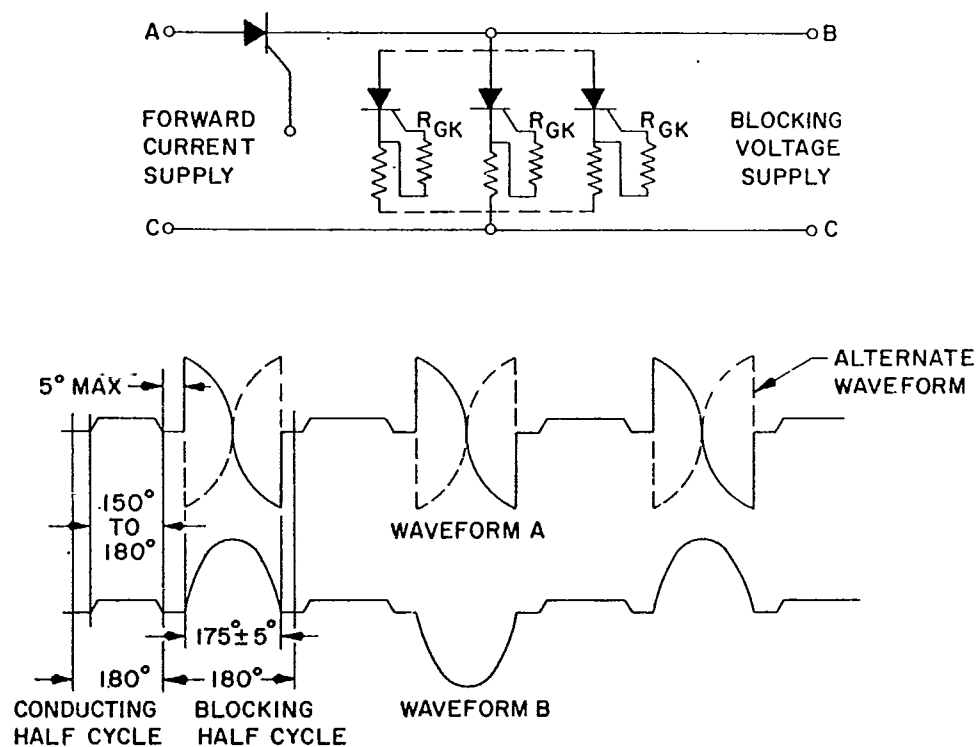 A
B
FORWARD
CURRENT
SUPPLY
R GK
R GK
R GK
BLOCKING
VOLTAGE
SUPPLY
C
C
5° MAX
ALTERNATE
WAVEFORM
150°
TO
180°
WAVEFORM A
175±5°
180°
180°
CONDUCTING
HALF CYCLE
BLOCKING
HALF CYCLE
WAVEFORM B